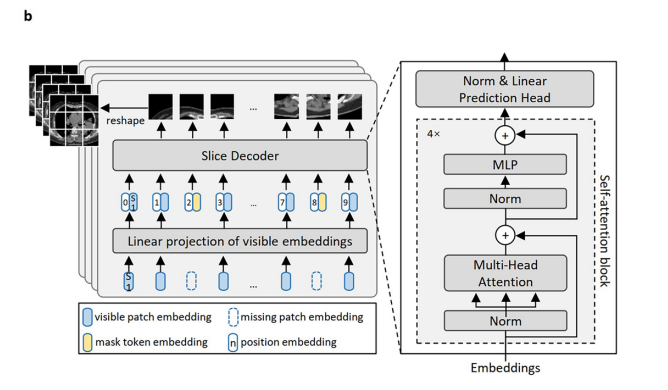 b
reshape
...
Slice Decoder
0 S 1 1 2 3 ... 7 8 9
Linear projection of visible embeddings
S 1 ...
visible patch embedding
missing patch embedding
mask token embedding
n position embedding
Norm & Linear
Prediction Head
4×
+
MLP
Norm
+
Multi-Head
Attention
Norm
Self-attention block
Embeddings